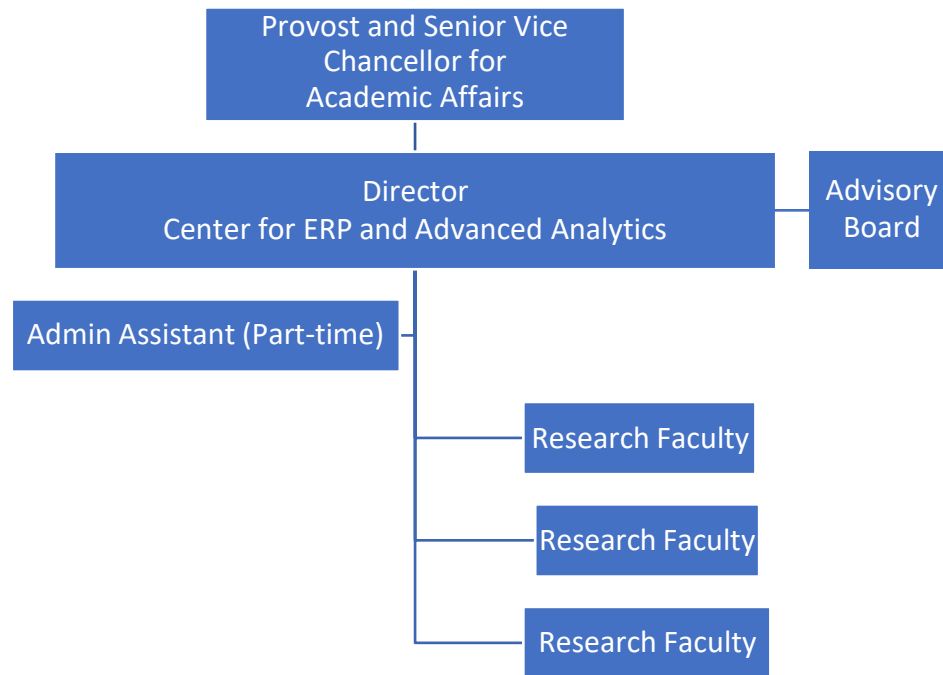 Provost and Senior Vice
Chancellor for
Academic Affairs
Director
Center for ERP and Advanced Analytics
Advisory
Board
Admin Assistant (Part-time)
Research Faculty
Research Faculty
Research Faculty